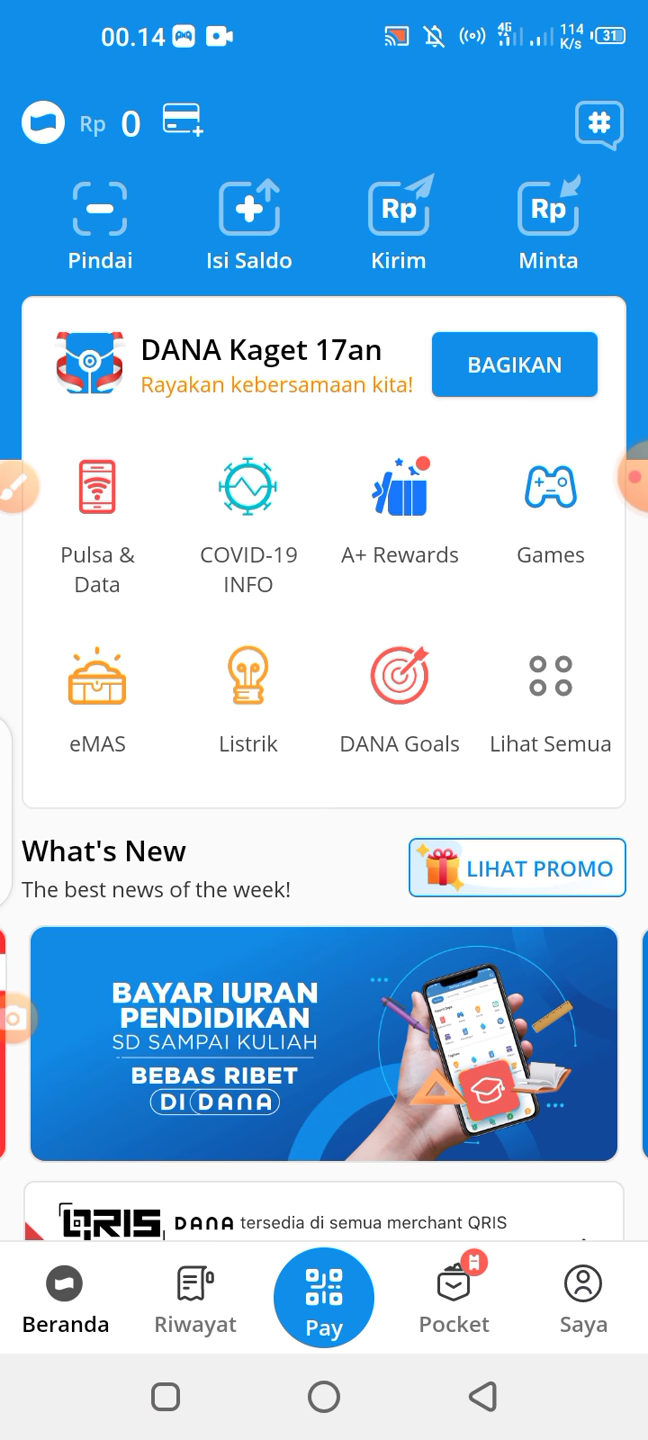 00.14
4G
114
K/s
31
Rp 0
#
Pindai
Isi Saldo
Rp
Kirim
Rp
Minta
DANA Kaget 17an
Rayakan kebersamaan kita!
BAGIKAN
Pulsa &
Data
COVID-19
INFO
A+ Rewards
Games
eMAS
Listrik
DANA Goals
Lihat Semua
What's New
The best news of the week!
LIHAT PROMO
BAYAR IURAN
PENDIDIKAN
SD SAMPAI KULIAH
BEBAS RIBET
DI DANA
QRIS DANA tersedia di semua merchant QRIS
Beranda
Riwayat
Pay
Pocket
Saya